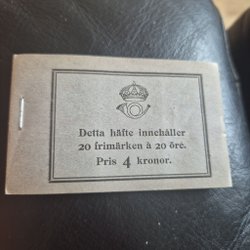 Detta häfte innehåller
20 frimärken à 20 öre.
Pris 4 kronor.